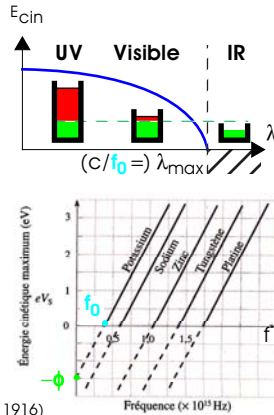 E_cin
UV Visible IR
λ
(c/f₀=) λmax
Énergie cinétique maximum (eV)
3
2
1
eVₛ
0
Potassium
Sodium
Zinc
Tungstène
Platine
f₀
f
0,5 1,0 1,5
−ϕ
Fréquence (× 10¹⁵ Hz)
1916)